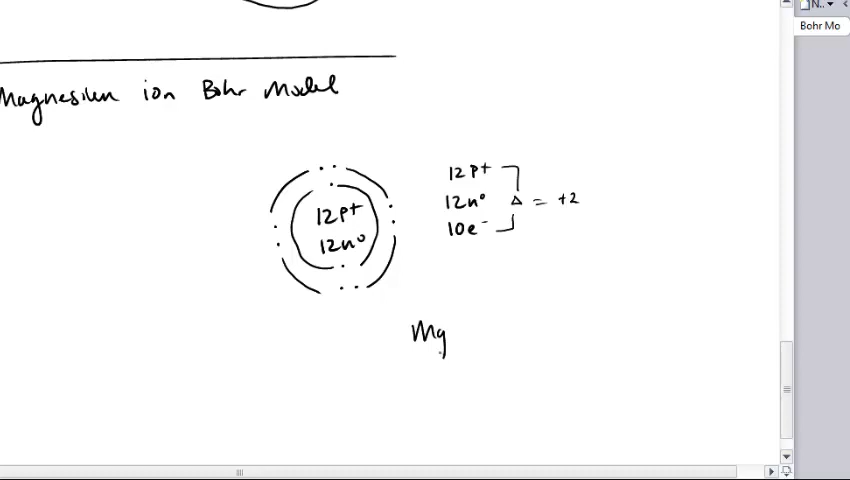 N..
Bohr Mo
Magnesium ion Bohr Model
12p+
12n°
12p+
12n° Δ = +2
10e-
Mg